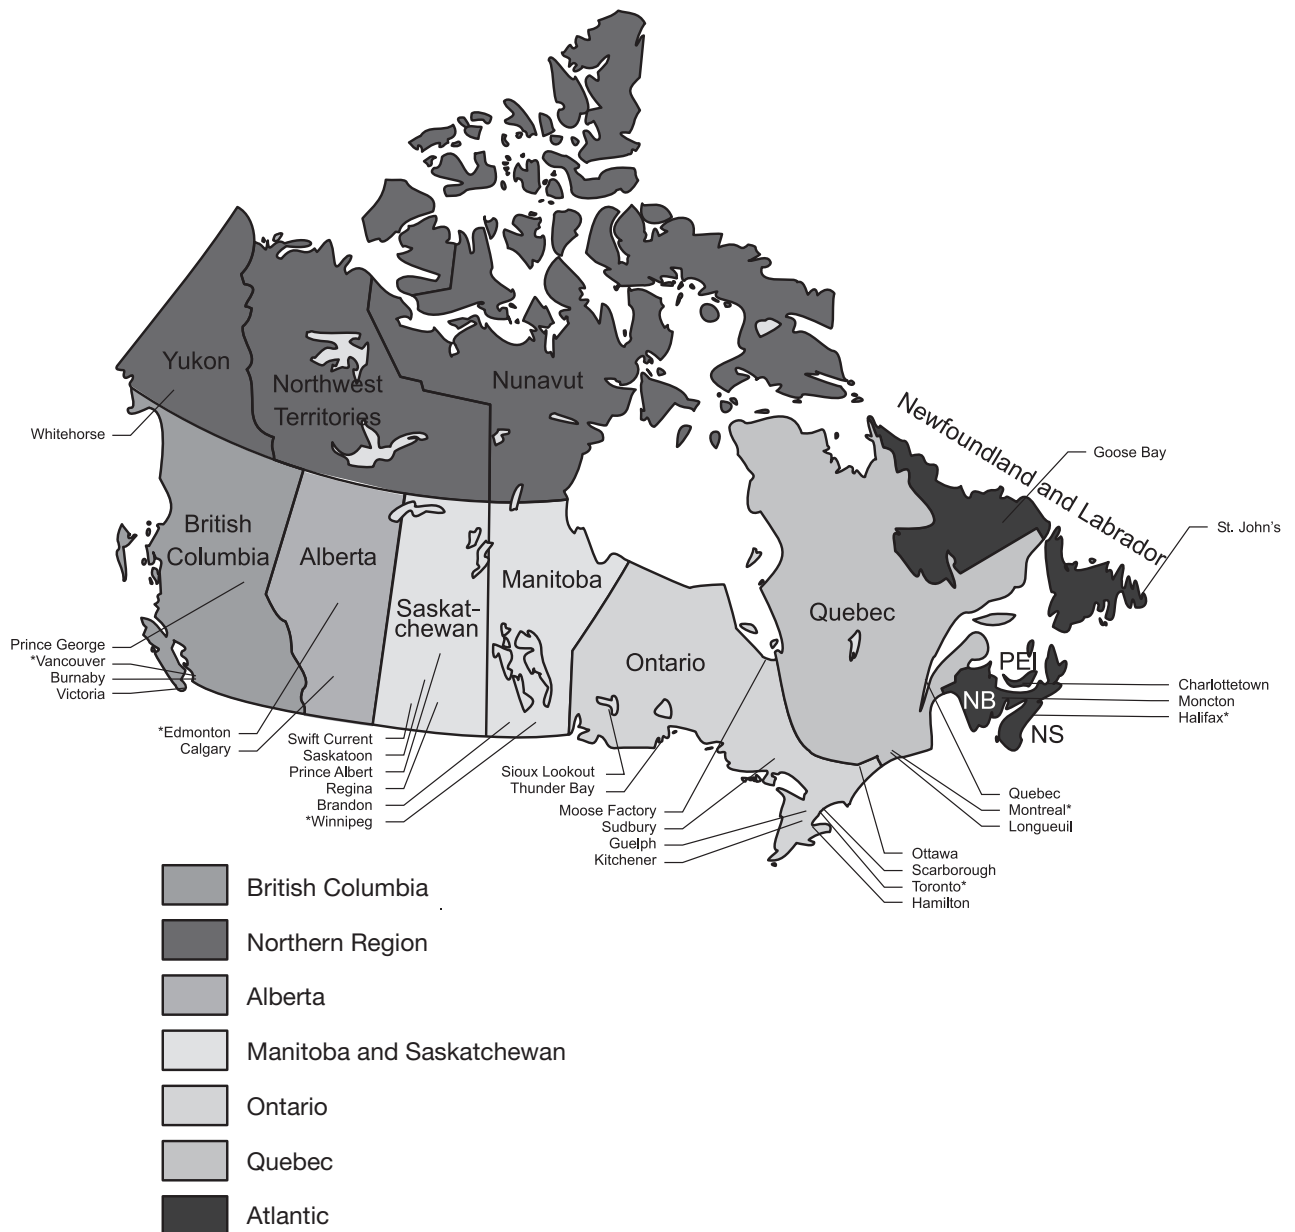 Yukon
Northwest
Territories
Nunavut
Whitehorse
Newfoundland and Labrador
Goose Bay
St. John's
British
Columbia
Alberta
Saskat-
chewan
Manitoba
Ontario
Quebec
PEI
NB
NS
Prince George
*Vancouver
Burnaby
Victoria
*Edmonton
Calgary
Swift Current
Saskatoon
Prince Albert
Regina
Brandon
*Winnipeg
Sioux Lookout
Thunder Bay
Moose Factory
Sudbury
Guelph
Kitchener
Charlottetown
Moncton
Halifax*
Quebec
Montreal*
Longueuil
Ottawa
Scarborough
Toronto*
Hamilton
British Columbia
Northern Region
Alberta
Manitoba and Saskatchewan
Ontario
Quebec
Atlantic